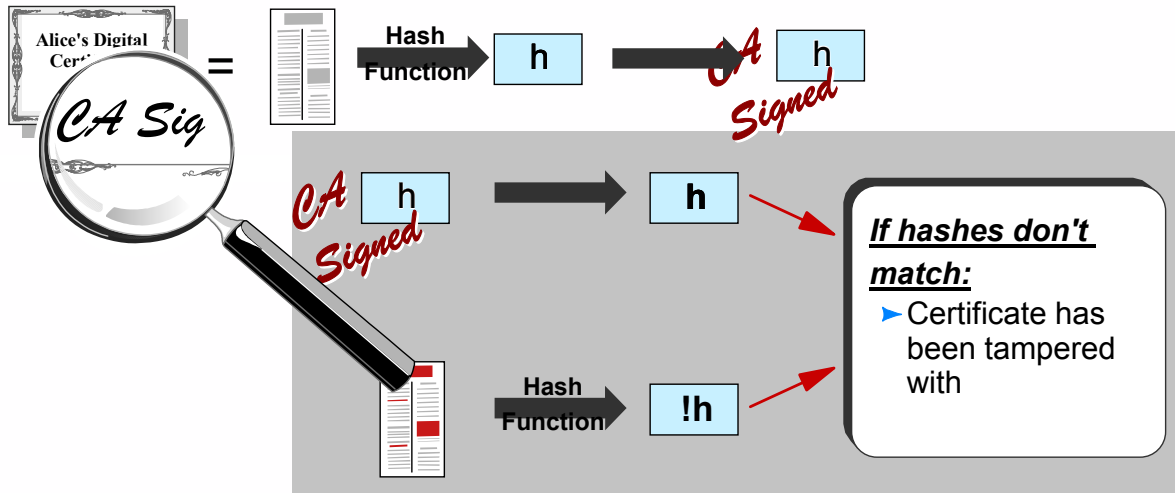 Alice's Digital
CA Sig
=
Hash
Function
h
CA
h
Signed
CA
h
Signed
h
If hashes don't
match:
Certificate has
been tampered
with
Hash
Function
!h